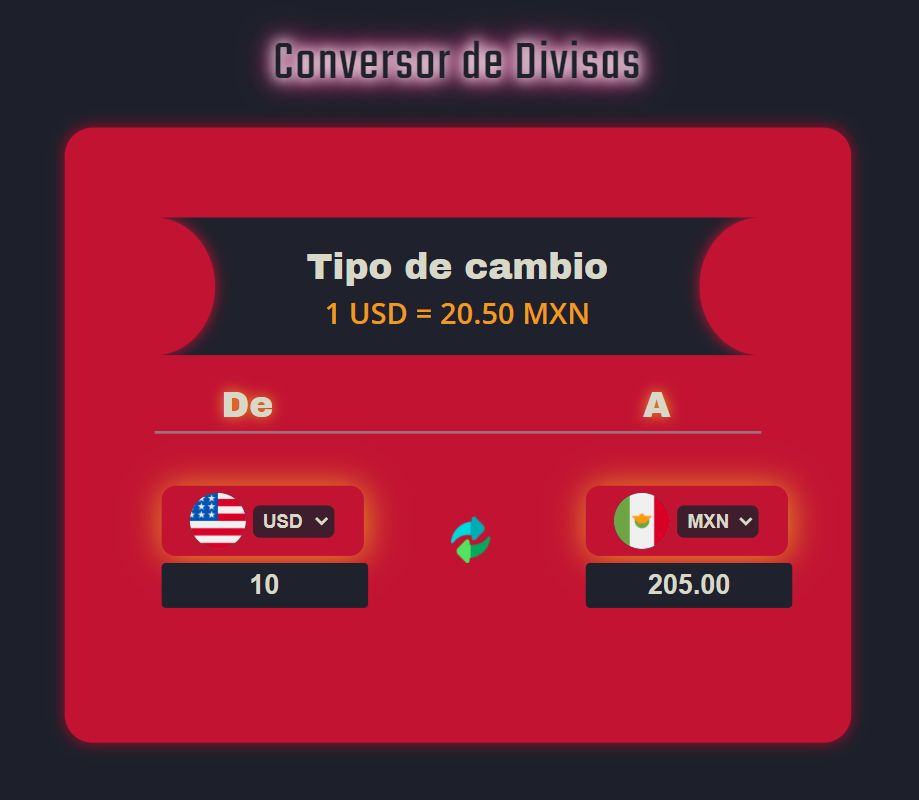 Conversor de Divisas
Tipo de cambio
1 USD = 20.50 MXN
De A
USD MXN
10 205.00